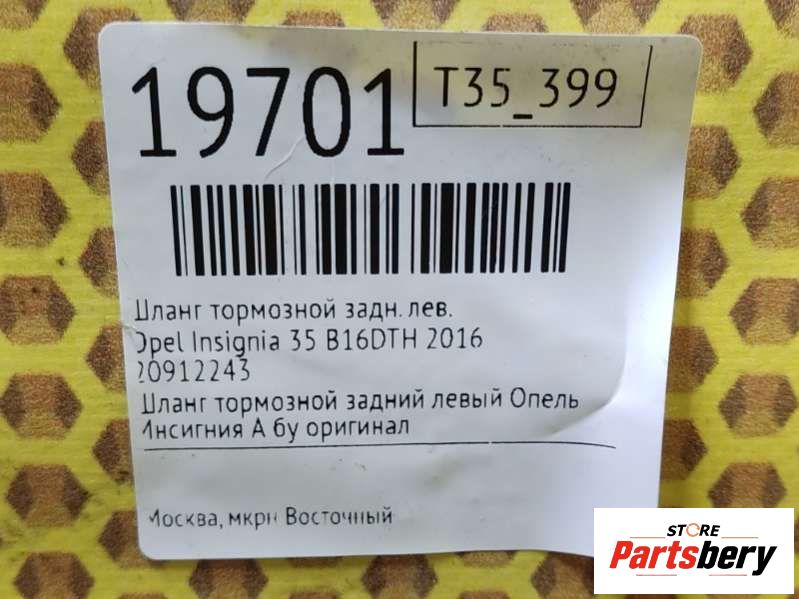 19701
T35_399
Шланг тормозной задн. лев.
Opel Insignia 35 B16DTH 2016
20912243
Шланг тормозной задний левый Опель
Инсигния А бу оригинал
Москва, мкрн Восточный
STORE
Partsbery